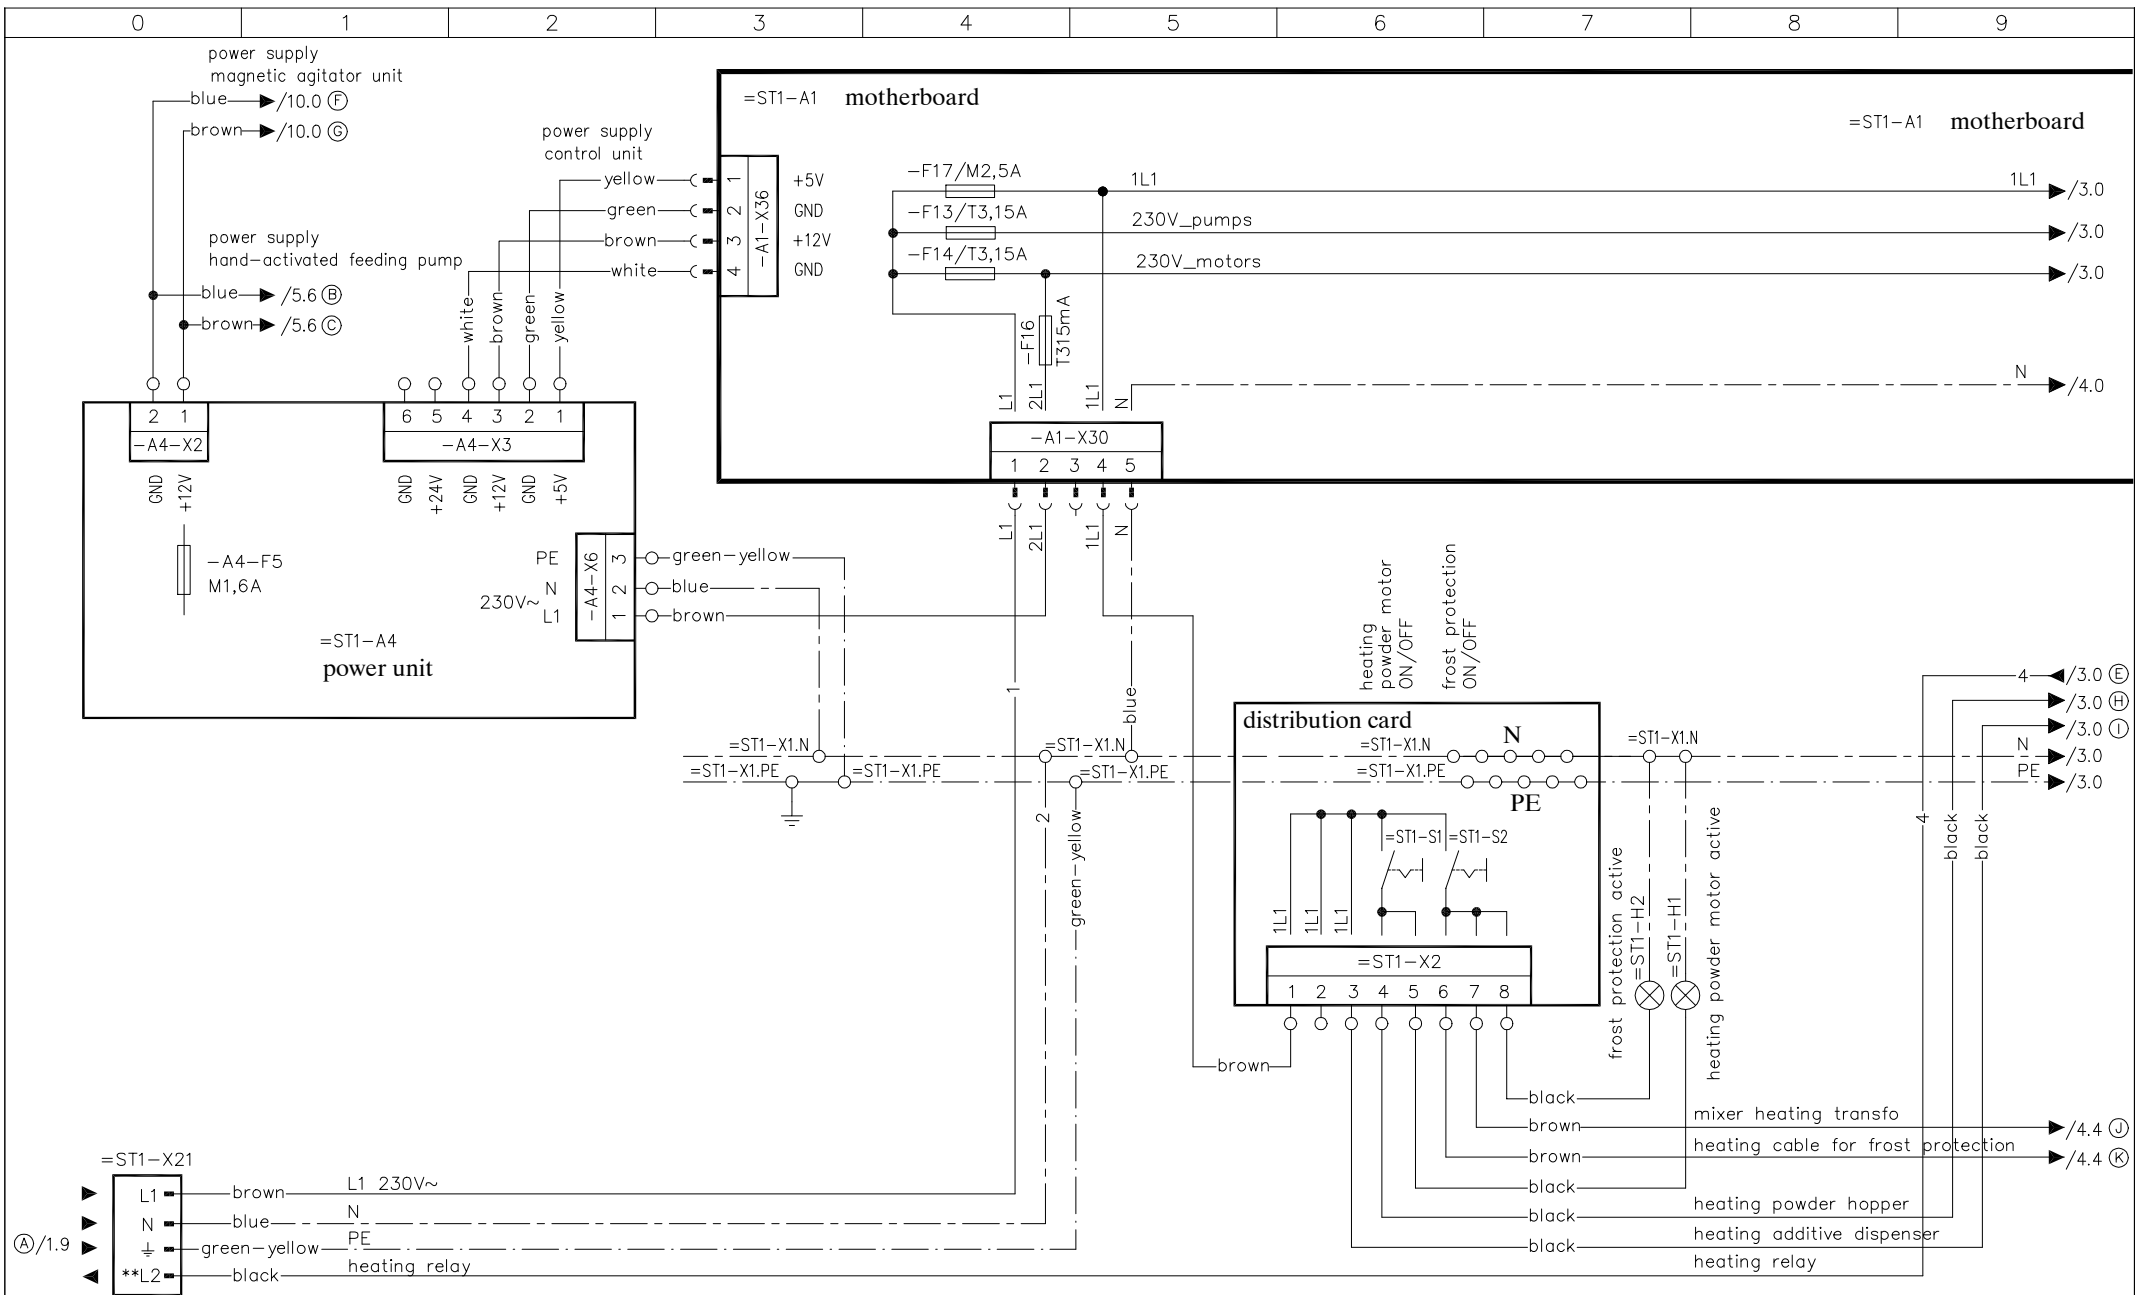 0 1 2 3 4 5 6 7 8 9
power supply
magnetic agitator unit
blue /10.0 F
brown /10.0 G
power supply
control unit
yellow
green
brown
white
power supply
hand-activated feeding pump
blue /5.6 B
brown /5.6 C
white
brown
green
yellow
=ST1-A1 motherboard
=ST1-A1 motherboard
-A1-X36
1 +5V
2 GND
3 +12V
4 GND
-F17/M2,5A
1L1
1L1 /3.0
-F13/T3,15A
230V_pumps
/3.0
-F14/T3,15A
230V_motors
/3.0
-F16
T315mA
N /4.0
L1
2L1
1L1
N
-A1-X30
1 2 3 4 5
L1
2L1
1L1
N
2 1
-A4-X2
GND
+12V
6 5 4 3 2 1
-A4-X3
GND
+24V
GND
+12V
GND
+5V
-A4-F5
M1,6A
=ST1-A4
power unit
-A4-X6
PE 3 green-yellow
N 2 blue
230V~
L1 1 brown
1
blue
heating
powder motor
ON/OFF
frost protection
ON/OFF
4 /3.0 E
/3.0 H
/3.0 I
N /3.0
PE /3.0
distribution card
=ST1-X1.N
=ST1-X1.N
=ST1-X1.N
N
=ST1-X1.N
=ST1-X1.PE
=ST1-X1.PE
=ST1-X1.PE
=ST1-X1.PE
PE
2
green-yellow
=ST1-S1
=ST1-S2
1L1
1L1
1L1
=ST1-X2
1 2 3 4 5 6 7 8
frost protection active
=ST1-H2
=ST1-H1
heating powder motor active
4
black
black
brown
black
brown mixer heating transfo /4.4 J
brown heating cable for frost protection /4.4 K
black
black heating powder hopper
black heating additive dispenser
heating relay
=ST1-X21
L1 brown L1 230V~
N blue N
A/1.9 green-yellow PE
**L2 black heating relay